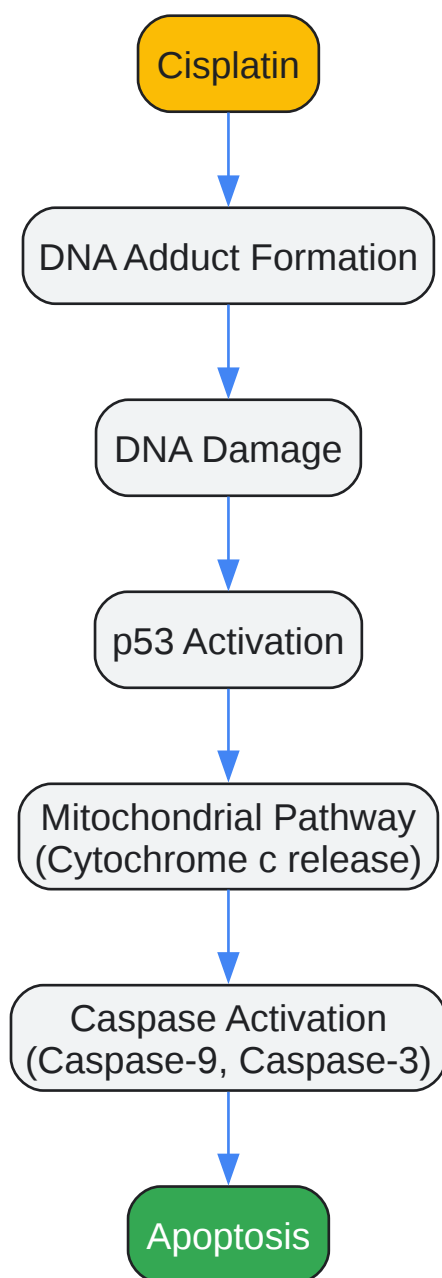 Cisplatin
DNA Adduct Formation
DNA Damage
p53 Activation
Mitochondrial Pathway
(Cytochrome c release)
Caspase Activation
(Caspase-9, Caspase-3)
Apoptosis